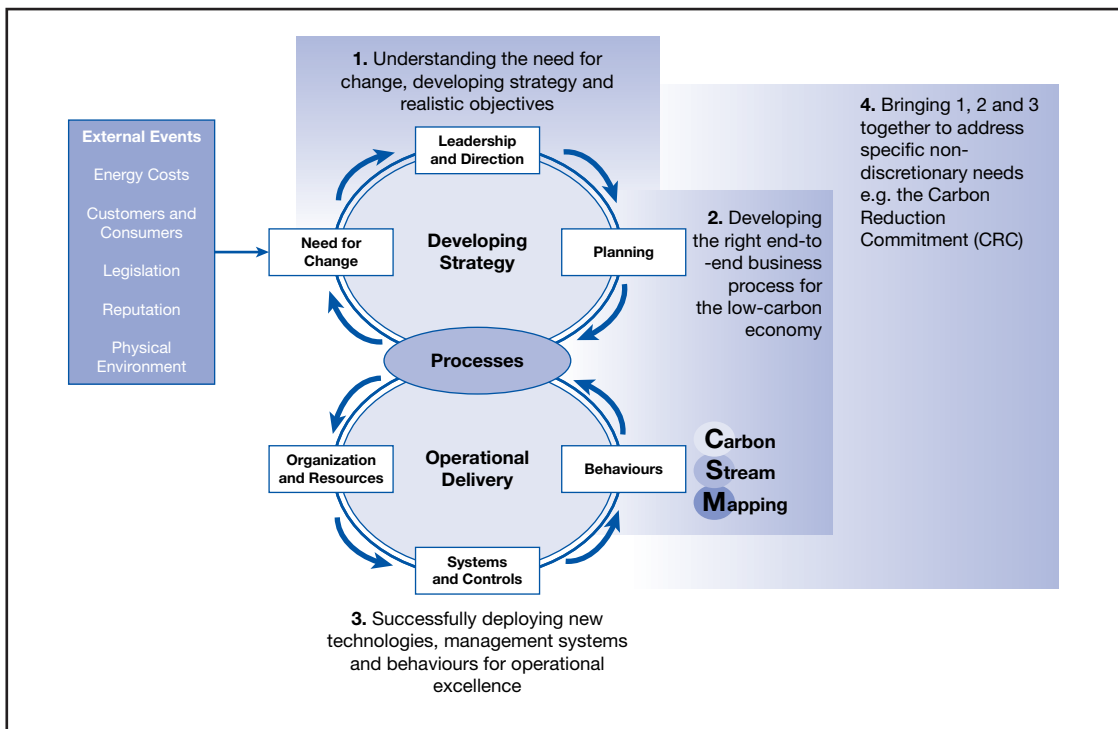 1. Understanding the need for
change, developing strategy and
realistic objectives
4. Bringing 1, 2 and 3
together to address
specific non-
discretionary needs
e.g. the Carbon
Reduction
Commitment (CRC)
External Events
Energy Costs
Customers and
Consumers
Legislation
Reputation
Physical
Environment
Leadership
and Direction
Need for
Change
Developing
Strategy
Planning
2. Developing
the right end-to
-end business
process for
the low-carbon
economy
Processes
Organization
and Resources
Operational
Delivery
Behaviours
Carbon
Stream
Mapping
Systems
and Controls
3. Successfully deploying new
technologies, management systems
and behaviours for operational
excellence